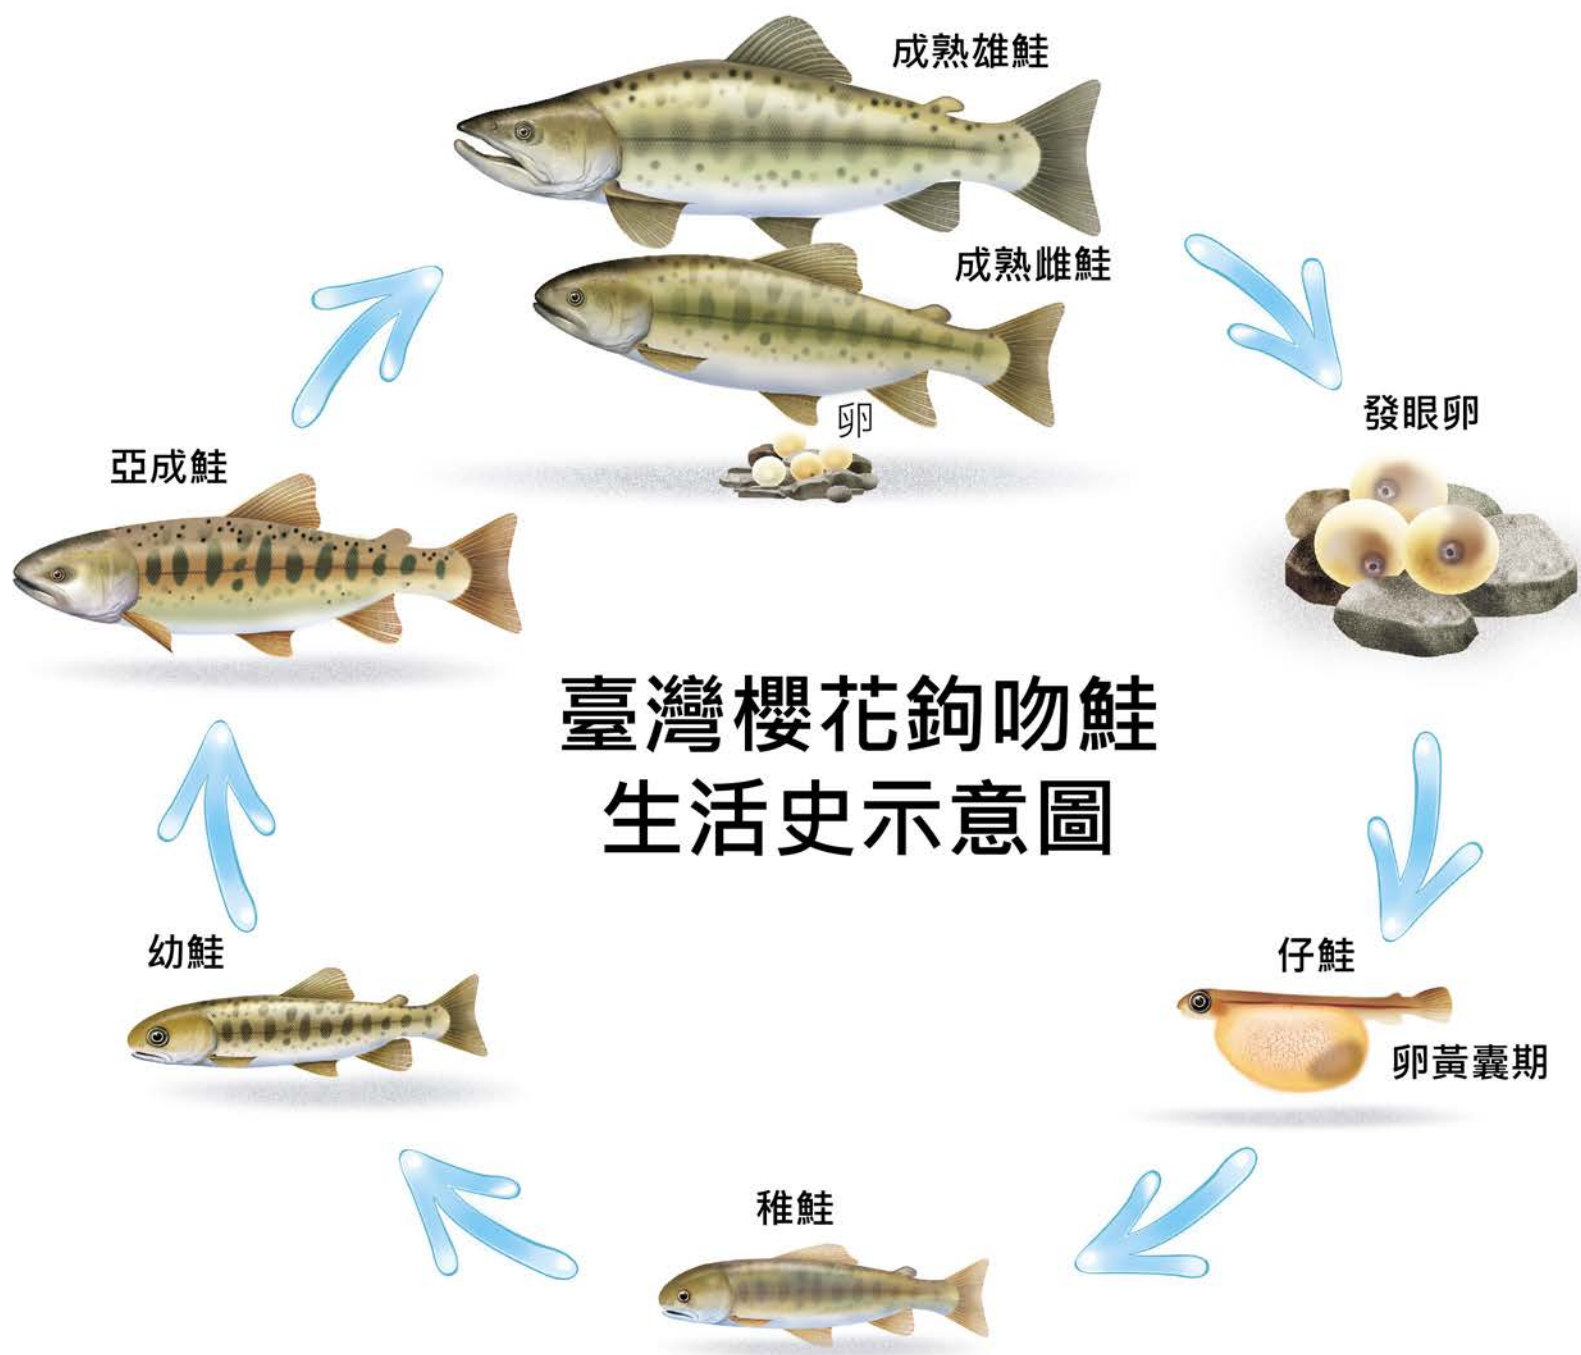 成熟雄鮭
成熟雌鮭
卵
發眼卵
亞成鮭
臺灣櫻花鉤吻鮭
生活史示意圖
幼鮭
仔鮭
卵黃囊期
稚鮭